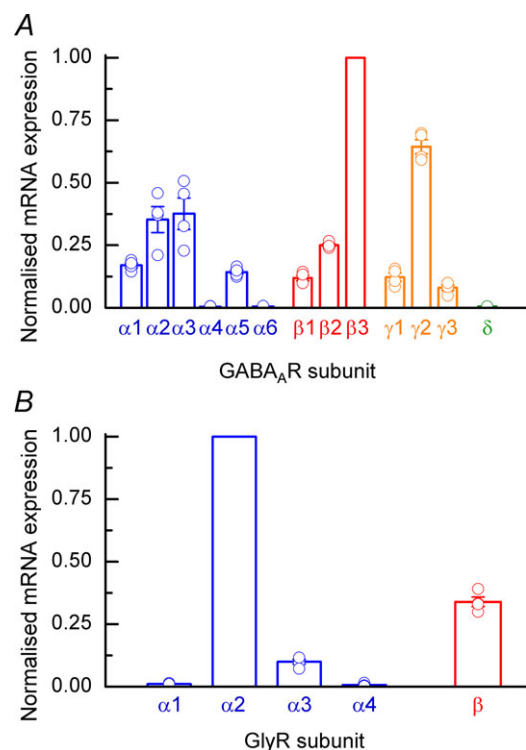 A
Normalised mRNA expression
1.00
0.75
0.50
0.25
0.00
α1 α2 α3 α4 α5 α6 β1 β2 β3 γ1 γ2 γ3 δ
GABAAR subunit
B
Normalised mRNA expression
1.00
0.75
0.50
0.25
0.00
α1 α2 α3 α4 β
GlyR subunit